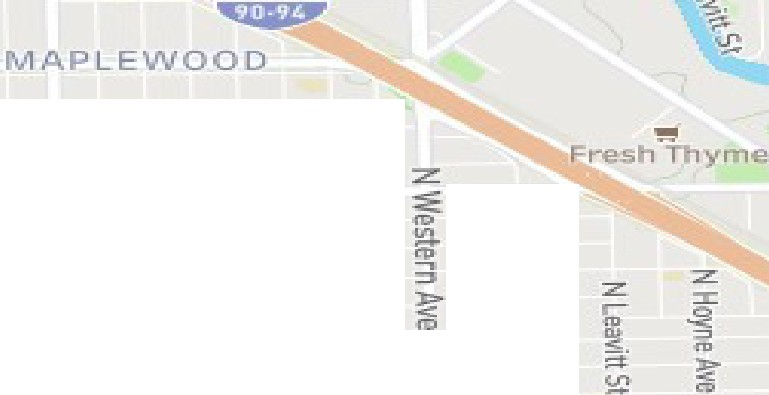 90-94
MAPLEWOOD
Fresh Thyme
N Western Ave
N Leavitt St
N Hoyne Ave